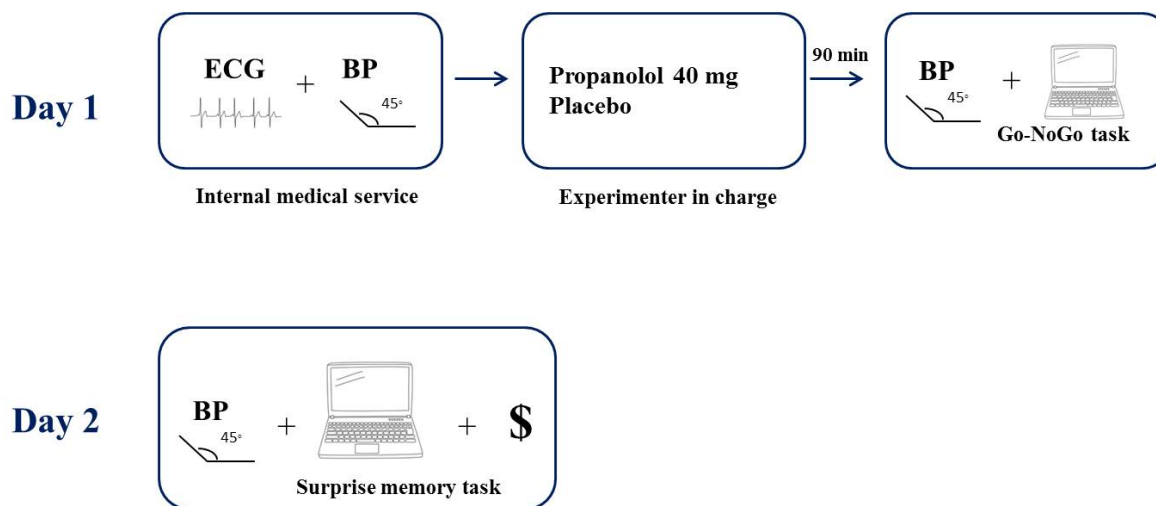 Day 1
ECG + BP
45°
Internal medical service
Propanolol 40 mg
Placebo
Experimenter in charge
90 min
BP +
45°
Go-NoGo task
Day 2
BP + + $
45°
Surprise memory task